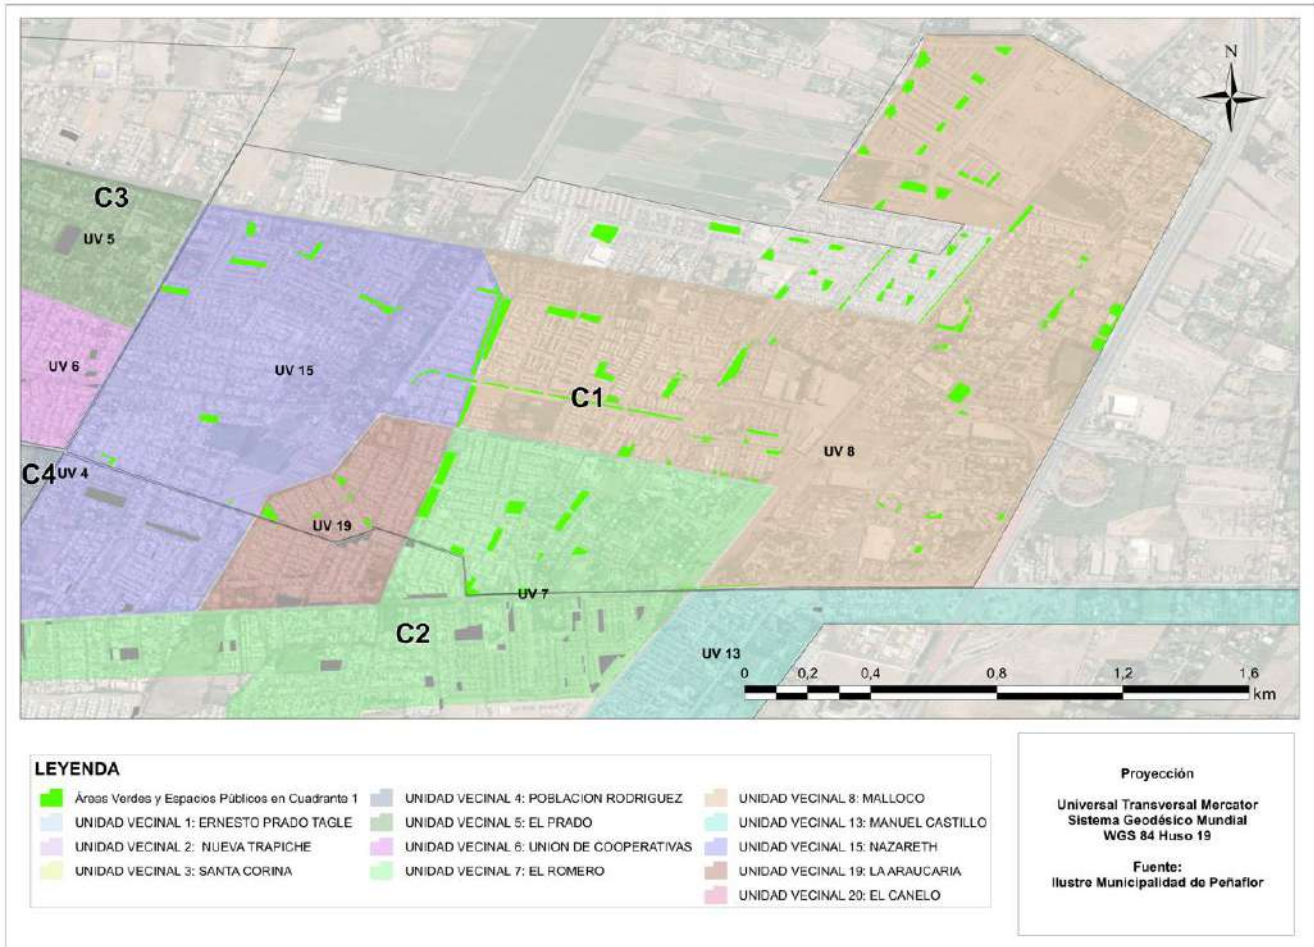 N
C3
UV 5
UV 6
UV 15
C1
UV 8
C4
UV 4
UV 19
UV 7
C2
UV 13
0 0,2 0,4 0,8 1,2 1,6
km
LEYENDA
Áreas Verdes y Espacios Públicos en Cuadrante 1
UNIDAD VECINAL 1: ERNESTO PRADO TAGLE
UNIDAD VECINAL 2: NUEVA TRAPICHE
UNIDAD VECINAL 3: SANTA CORINA
UNIDAD VECINAL 4: POBLACION RODRIGUEZ
UNIDAD VECINAL 5: EL PRADO
UNIDAD VECINAL 6: UNION DE COOPERATIVAS
UNIDAD VECINAL 7: EL ROMERO
UNIDAD VECINAL 8: MALLOCO
UNIDAD VECINAL 13: MANUEL CASTILLO
UNIDAD VECINAL 15: NAZARETH
UNIDAD VECINAL 19: LA ARAUCARIA
UNIDAD VECINAL 20: EL CANELO
Proyección
Universal Transversal Mercator
Sistema Geodésico Mundial
WGS 84 Huso 19
Fuente:
Ilustre Municipalidad de Peñaflor